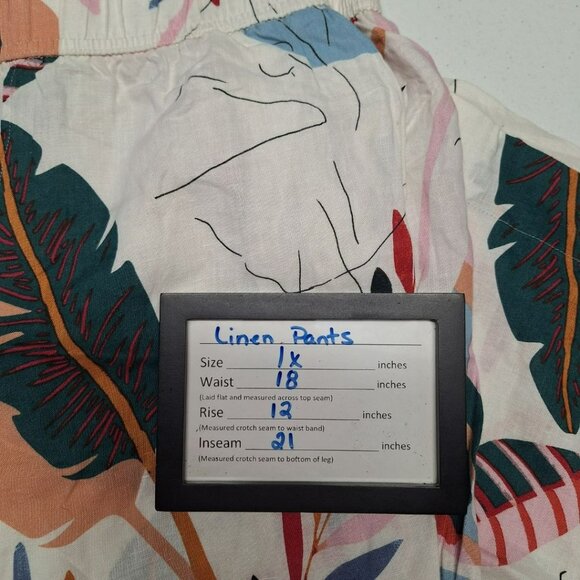 Linen Pants
Size 1x inches
Waist 18 inches
(Laid flat and measured across top seam)
Rise 12 inches
(Measured crotch seam to waist band)
Inseam 21 inches
(Measured crotch seam to bottom of leg)